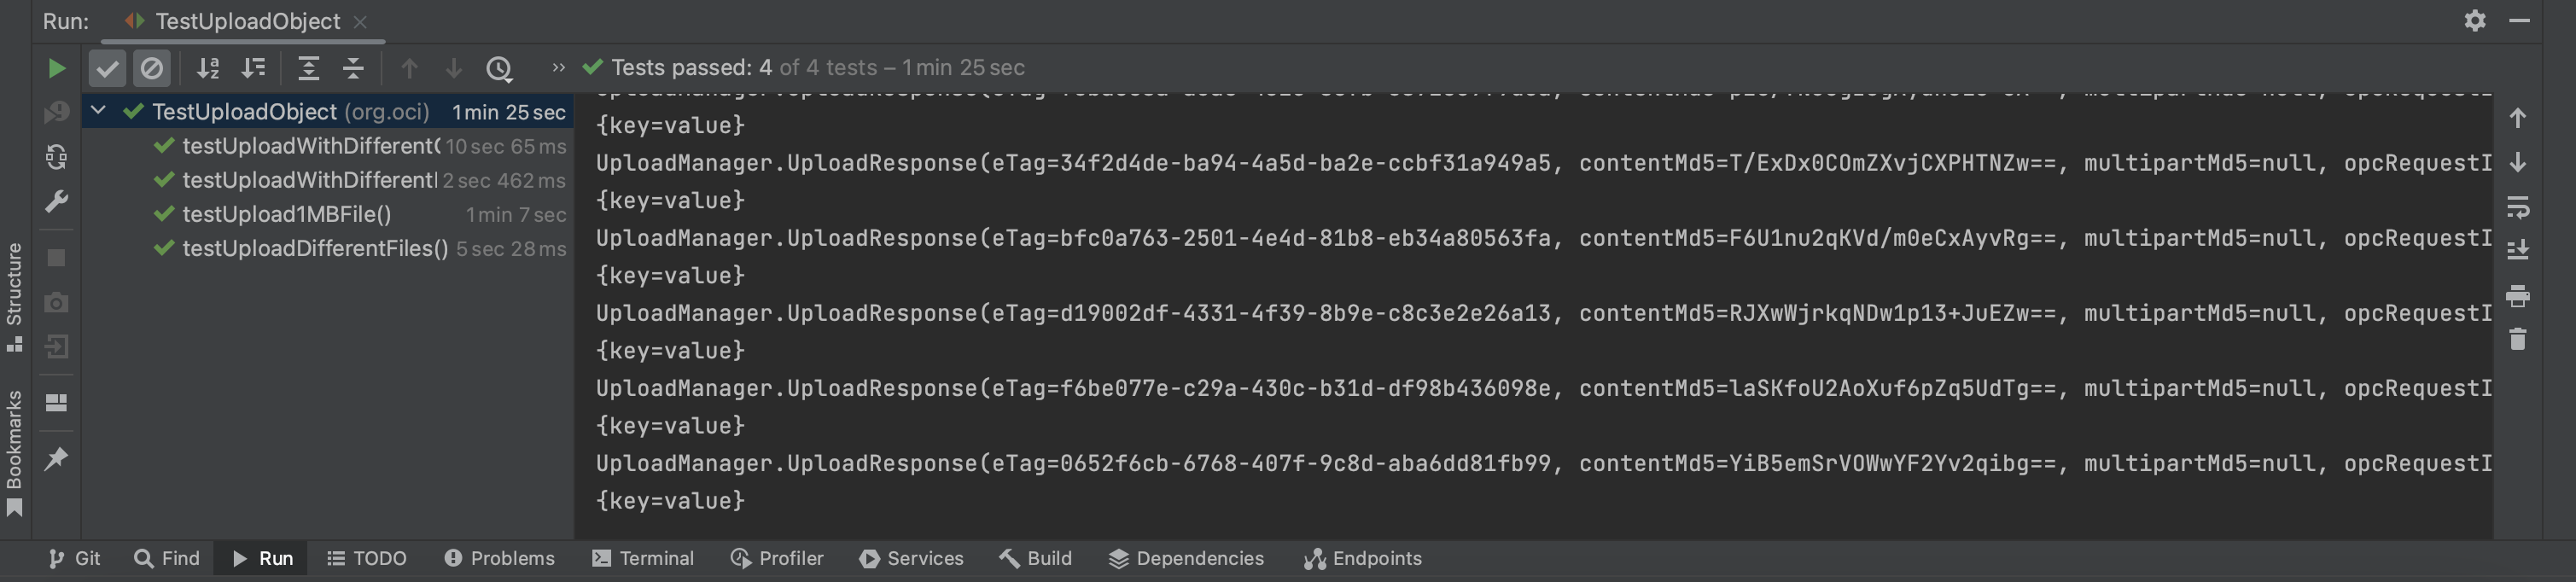 Run: TestUploadObject
Tests passed: 4 of 4 tests – 1 min 25 sec
TestUploadObject (org.oci) 1 min 25 sec
testUploadWithDifferent 10 sec 65 ms
testUploadWithDifferent 2 sec 462 ms
testUpload1MBFile() 1 min 7 sec
testUploadDifferentFiles() 5 sec 28 ms
{key=value}
UploadManager.UploadResponse(eTag=34f2d4de-ba94-4a5d-ba2e-ccbf31a949a5, contentMd5=T/ExDx0COmZXvjCXPHTNZw==, multipartMd5=null, opcRequestI
{key=value}
UploadManager.UploadResponse(eTag=bfc0a763-2501-4e4d-81b8-eb34a80563fa, contentMd5=F6U1nu2qKVd/m0eCxAyvRg==, multipartMd5=null, opcRequestI
{key=value}
UploadManager.UploadResponse(eTag=d19002df-4331-4f39-8b9e-c8c3e2e26a13, contentMd5=RJXwWjrkqNDw1p13+JuEZw==, multipartMd5=null, opcRequestI
{key=value}
UploadManager.UploadResponse(eTag=f6be077e-c29a-430c-b31d-df98b436098e, contentMd5=laSKfoU2AoXuf6pZq5UdTg==, multipartMd5=null, opcRequestI
{key=value}
UploadManager.UploadResponse(eTag=0652f6cb-6768-407f-9c8d-aba6dd81fb99, contentMd5=YiB5emSrVOWwYF2Yv2qibg==, multipartMd5=null, opcRequestI
{key=value}
Structure
Bookmarks
Git Find Run TODO Problems Terminal Profiler Services Build Dependencies Endpoints